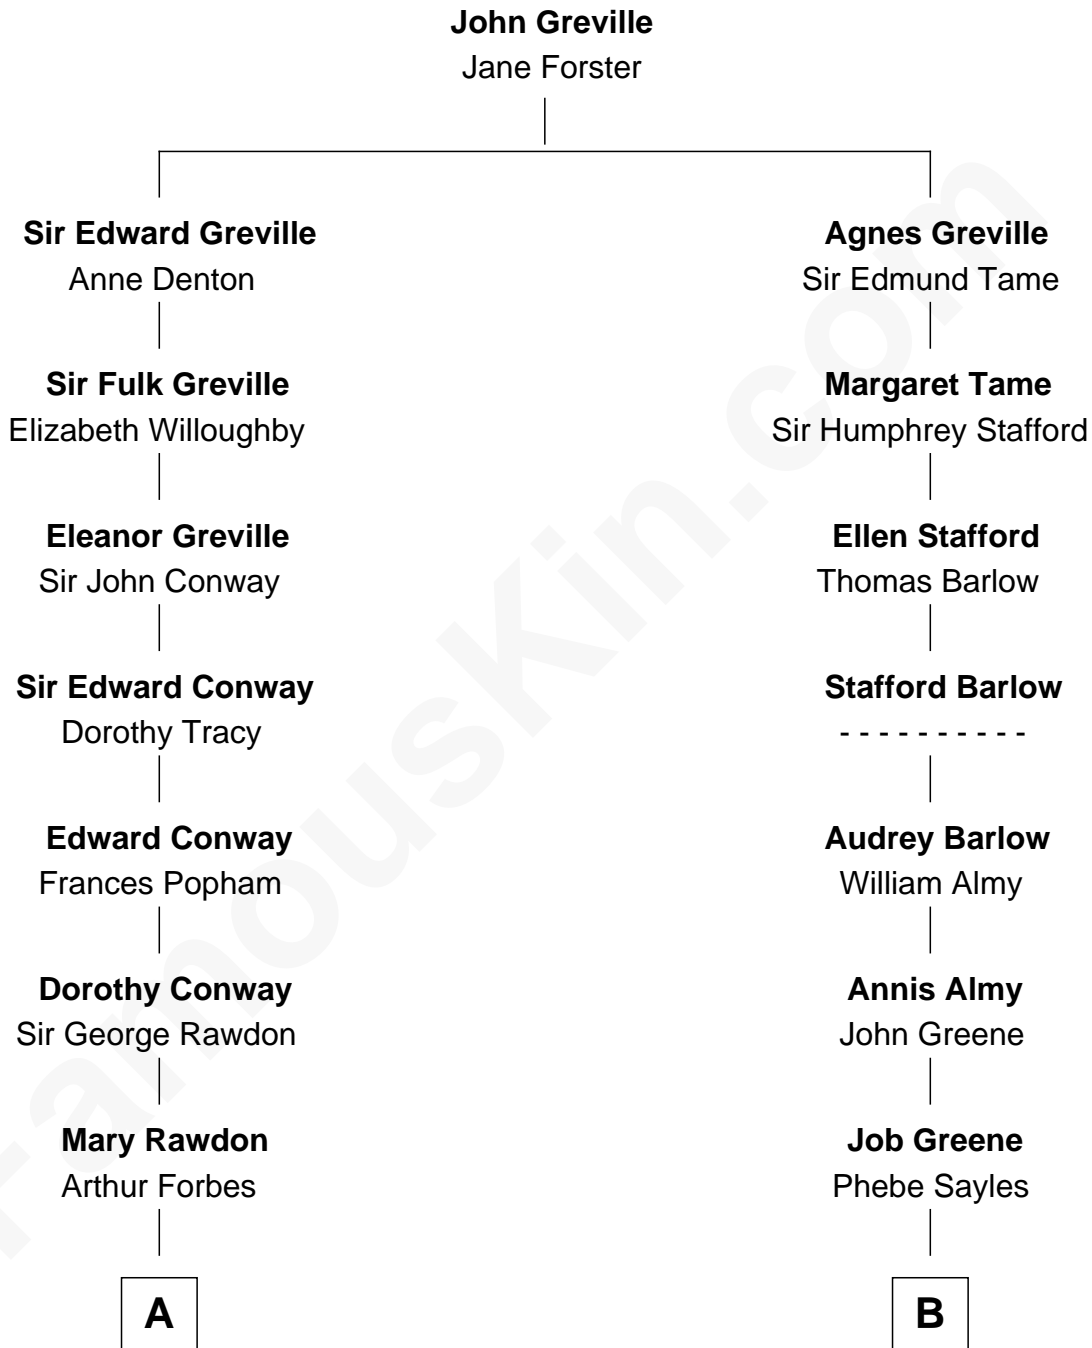 John Greville
Jane Forster
Sir Edward Greville
Anne Denton
Agnes Greville
Sir Edmund Tame
Sir Fulk Greville
Elizabeth Willoughby
Margaret Tame
Sir Humphrey Stafford
Eleanor Greville
Sir John Conway
Ellen Stafford
Thomas Barlow
Sir Edward Conway
Dorothy Tracy
Stafford Barlow
- - - - - - - - - -
Edward Conway
Frances Popham
Audrey Barlow
William Almy
Dorothy Conway
Sir George Rawdon
Annis Almy
John Greene
Mary Rawdon
Arthur Forbes
Job Greene
Phebe Sayles
A
B
FamousKin.com